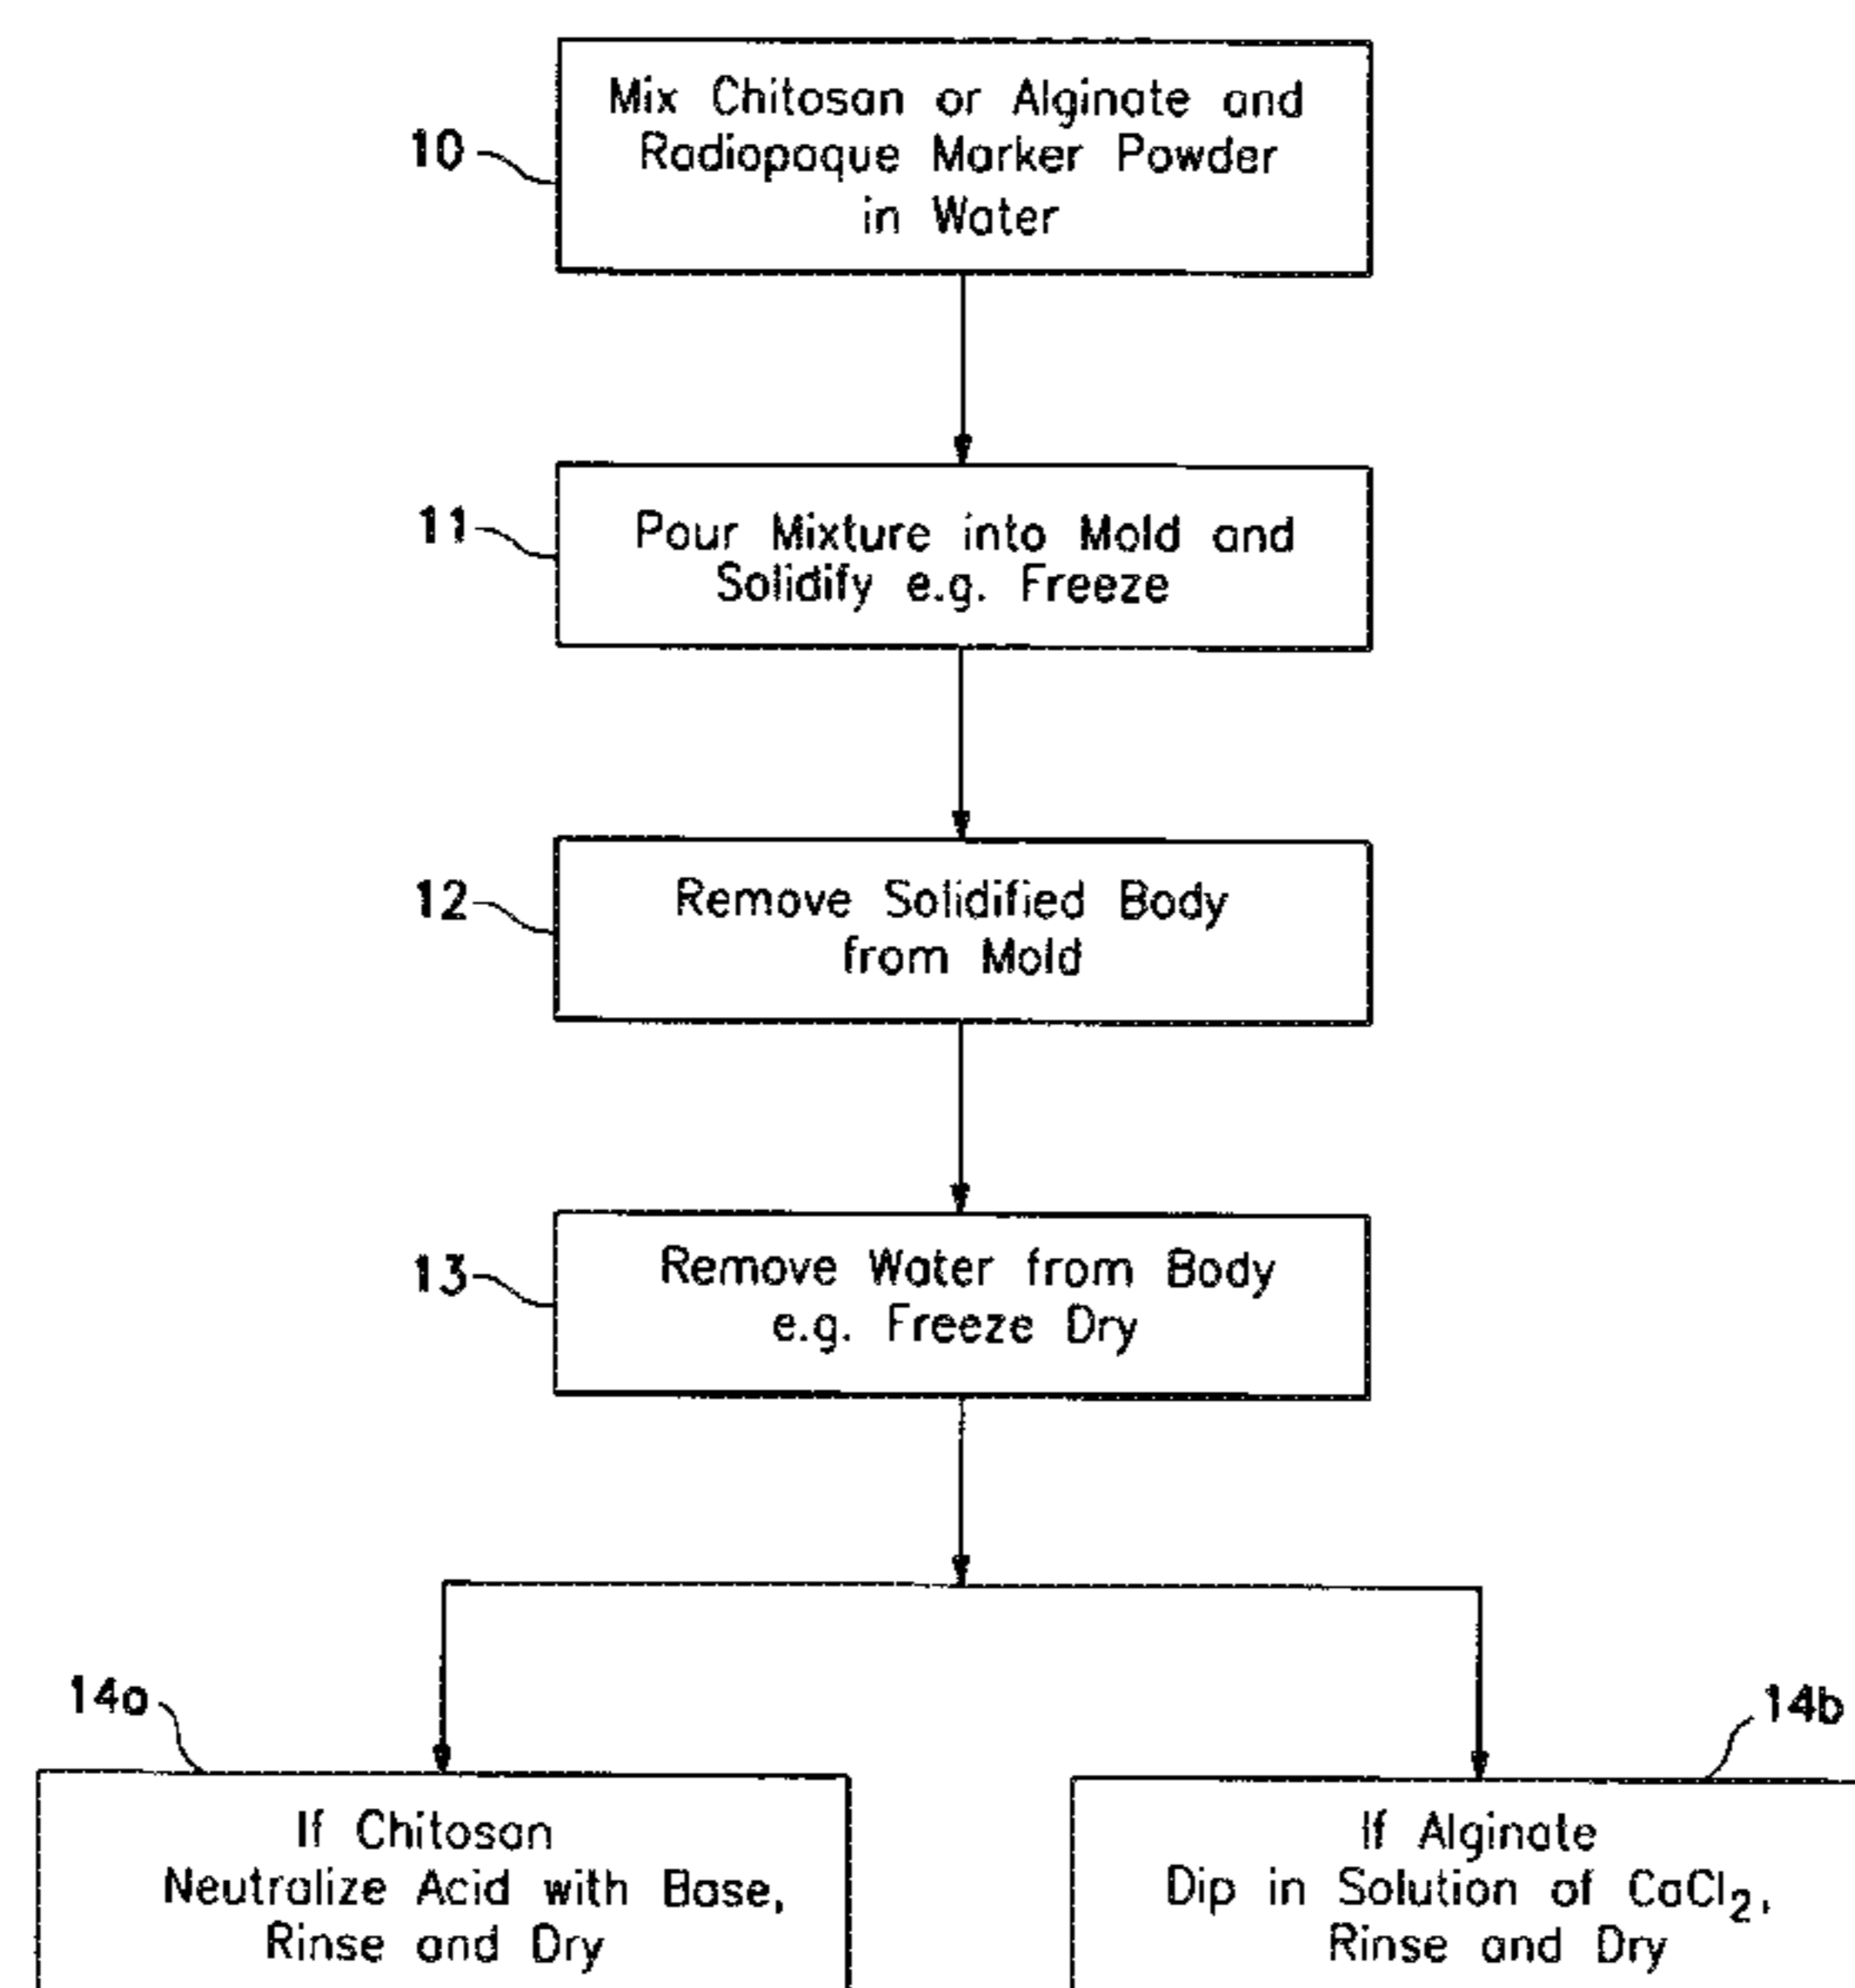 Mix Chitosan or Alginate and
10
Radiopaque Marker Powder
in Water
11
Pour Mixture into Mold and
Solidify e.g. Freeze
12
Remove Solidified Body
from Mold
13
Remove Water from Body
e.g. Freeze Dry
14a
If Chitosan
Neutralize Acid with Base,
Rinse and Dry
14b
If Alginate
Dip in Solution of CaCl₂,
Rinse and Dry